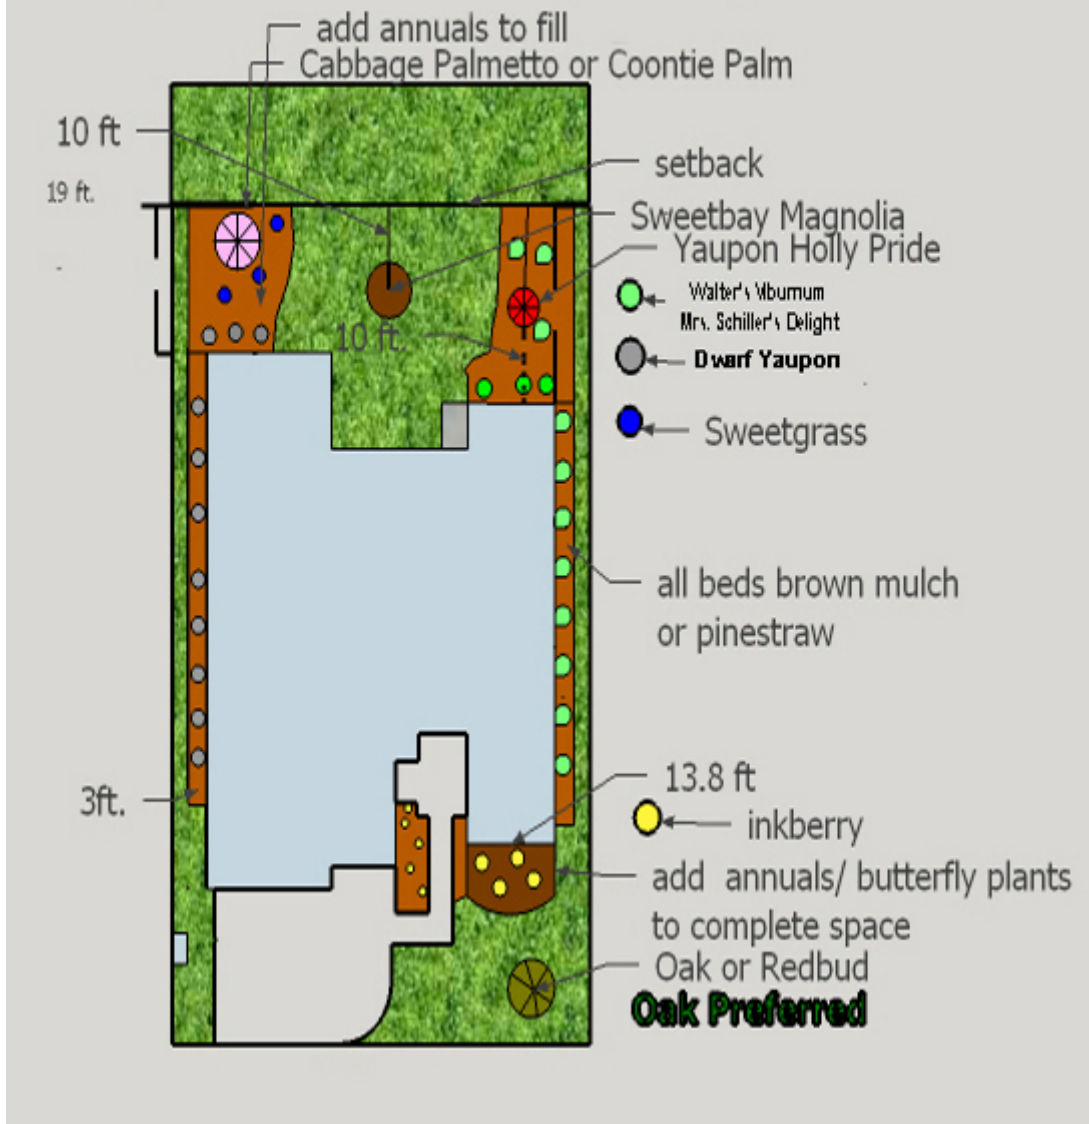 add annuals to fill
Cabbage Palmetto or Coontie Palm
10 ft
setback
19 ft.
Sweetbay Magnolia
Yaupon Holly Pride
Walter's Viburnum
Mrs. Schiller's Delight
10 ft.
Dwarf Yaupon
Sweetgrass
all beds brown mulch
or pinestraw
13.8 ft
3ft.
inkberry
add annuals/ butterfly plants
to complete space
Oak or Redbud
Oak Preferred